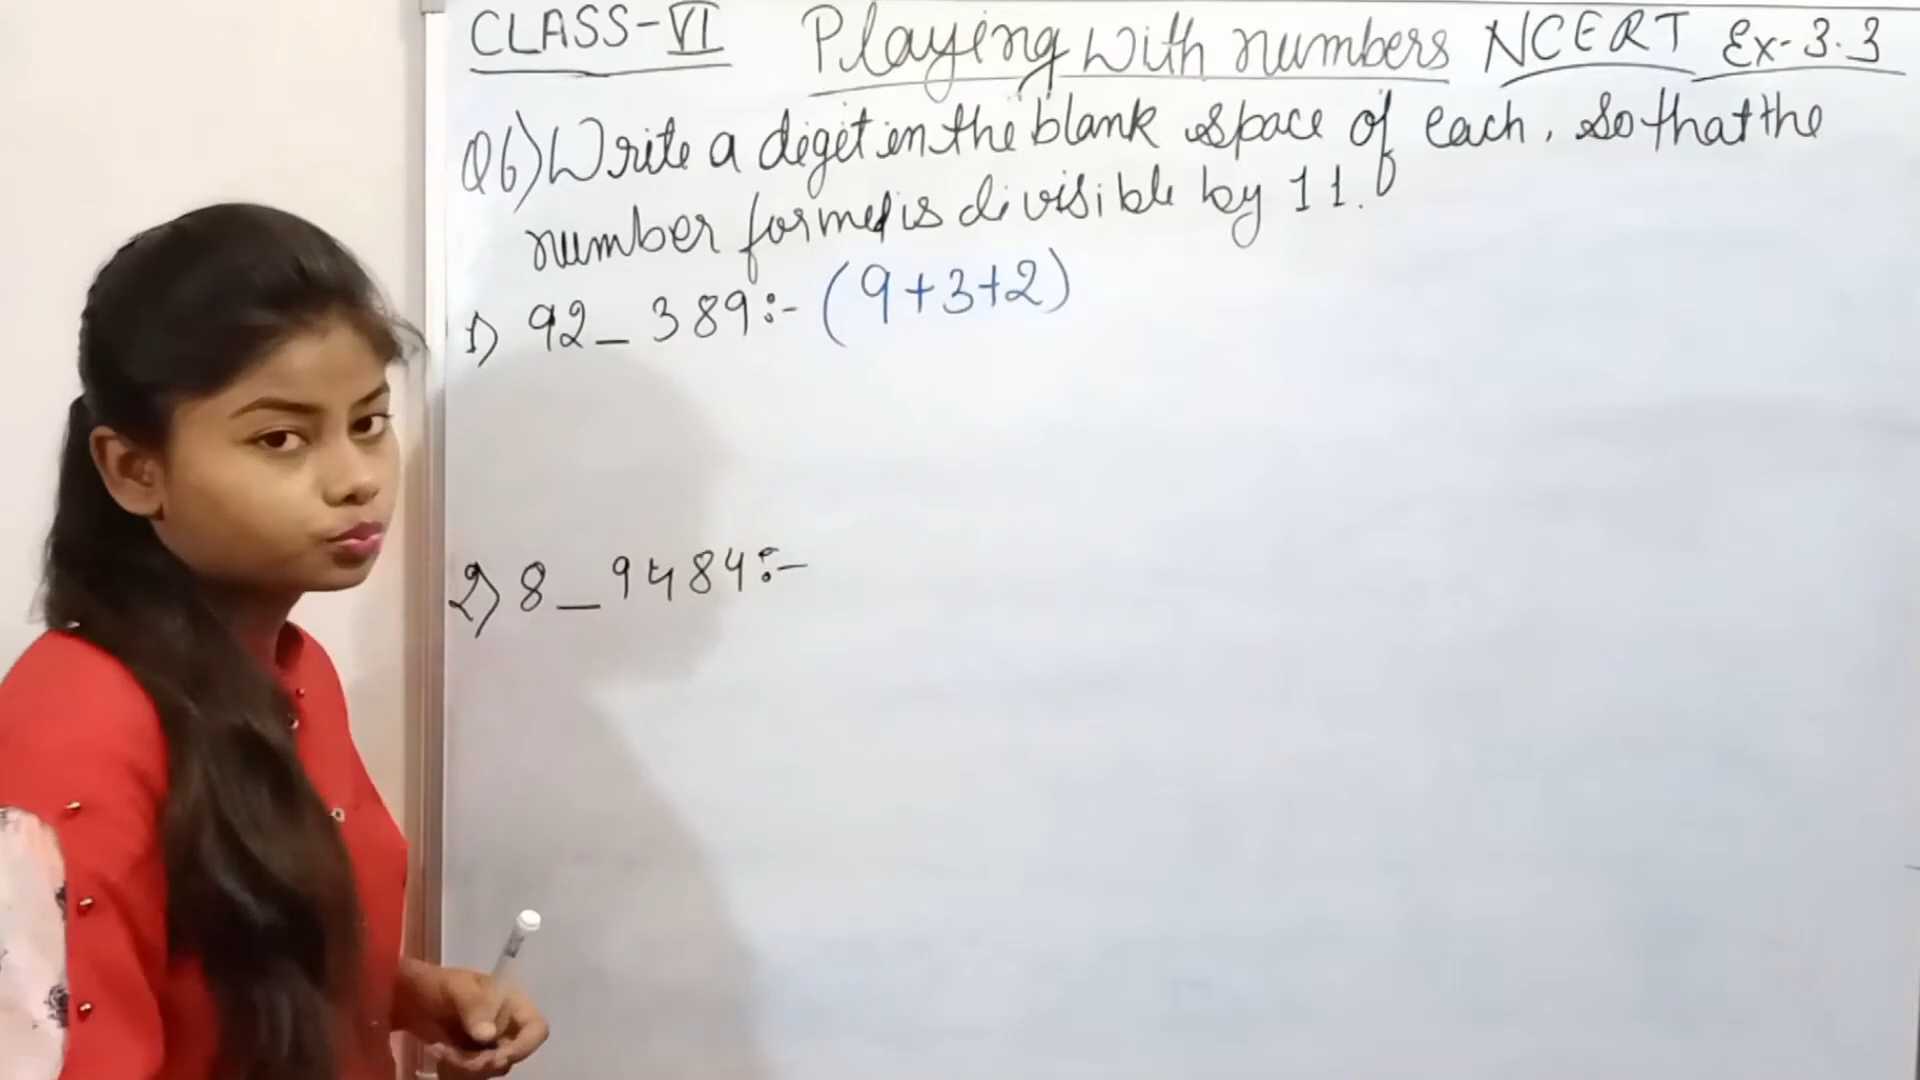 CLASS-VI Playing with numbers NCERT Ex-3.3
Q6) Write a digit in the blank space of each, so that the
number formed is divisible by 11.
1) 92_389:- (9+3+2)
2) 8_9484:-